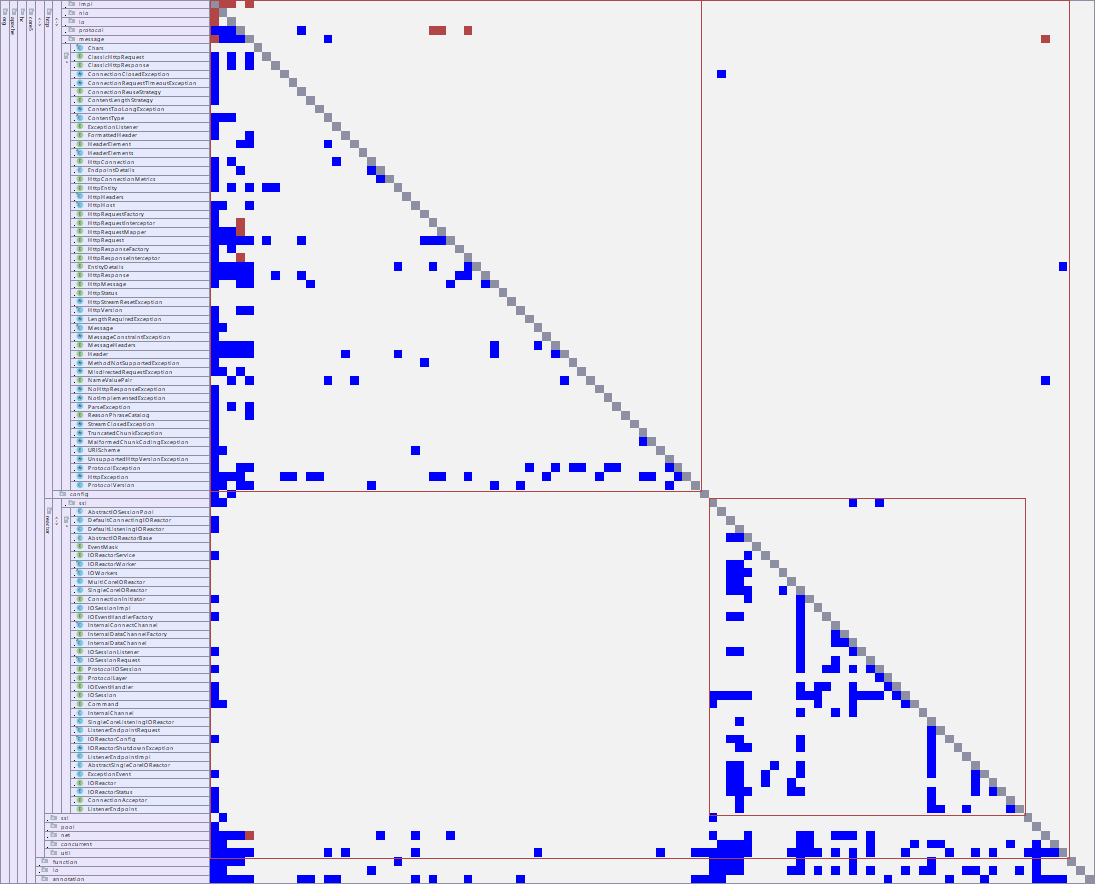 org
apache
hc
core5
http
impl
nio
io
protocol
message
Chars
ClassicHttpRequest
ClassicHttpResponse
ConnectionClosedException
ConnectionRequestTimeoutException
ConnectionReuseStrategy
ContentLengthStrategy
ContentTooLongException
ContentType
ExceptionListener
FormattedHeader
HeaderElement
HeaderElements
HttpConnection
EndpointDetails
HttpConnectionMetrics
HttpEntity
HttpHeaders
HttpHost
HttpRequestFactory
HttpRequestInterceptor
HttpRequestMapper
HttpRequest
HttpResponseFactory
HttpResponseInterceptor
EntityDetails
HttpResponse
HttpMessage
HttpStatus
HttpStreamResetException
HttpVersion
LengthRequiredException
Message
MessageConstraintException
MessageHeaders
Header
MethodNotSupportedException
MisdirectedRequestException
NameValuePair
NoHttpResponseException
NotImplementedException
ParseException
ReasonPhraseCatalog
StreamClosedException
TruncatedChunkException
MalformedChunkCodingException
URIScheme
UnsupportedHttpVersionException
ProtocolException
HttpException
ProtocolVersion
config
reactor
ssl
AbstractIOSessionPool
DefaultConnectingIOReactor
DefaultListeningIOReactor
AbstractIOReactorBase
EventMask
IOReactorService
IOReactorWorker
IOWorkers
MultiCoreIOReactor
SingleCoreIOReactor
ConnectionInitiator
IOSessionImpl
IOEventHandlerFactory
InternalConnectChannel
InternalDataChannelFactory
InternalDataChannel
IOSessionListener
IOSessionRequest
ProtocolIOSession
ProtocolLayer
IOEventHandler
IOSession
Command
InternalChannel
SingleCoreListeningIOReactor
ListenerEndpointRequest
IOReactorConfig
IOReactorShutdownException
ListenerEndpointImpl
AbstractSingleCoreIOReactor
ExceptionEvent
IOReactor
IOReactorStatus
ConnectionAcceptor
ListenerEndpoint
ssl
pool
net
concurrent
util
function
io
annotation